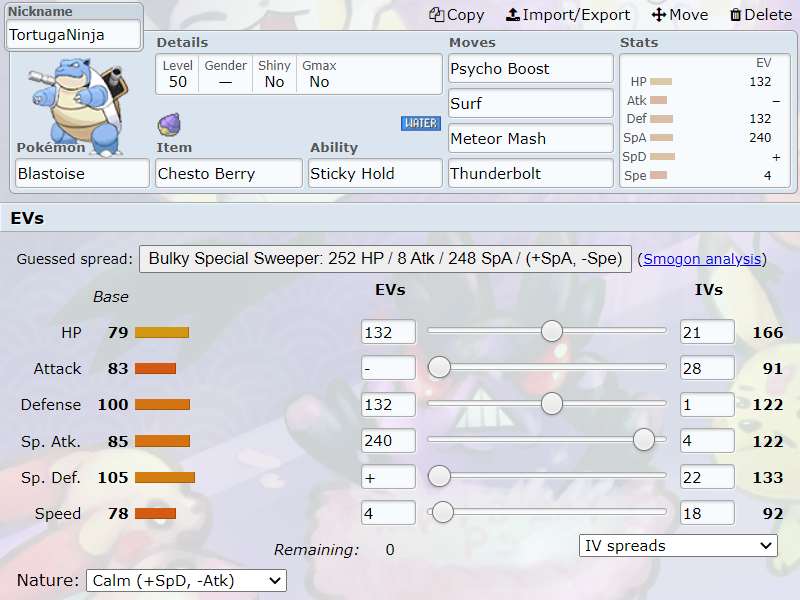 Nickname
TortugaNinja
Copy Import/Export Move Delete
Details
Level Gender Shiny Gmax
50 — No No
WATER
Pokémon Item Ability
Blastoise Chesto Berry Sticky Hold
Moves
Psycho Boost
Surf
Meteor Mash
Thunderbolt
Stats
EV
HP 132
Atk –
Def 132
SpA 240
SpD +
Spe 4
EVs
Guessed spread: Bulky Special Sweeper: 252 HP / 8 Atk / 248 SpA / (+SpA, -Spe) (Smogon analysis)
Base EVs IVs
HP 79 132 21 166
Attack 83 - 28 91
Defense 100 132 1 122
Sp. Atk. 85 240 4 122
Sp. Def. 105 + 22 133
Speed 78 4 18 92
Remaining: 0 IV spreads
Nature: Calm (+SpD, -Atk)